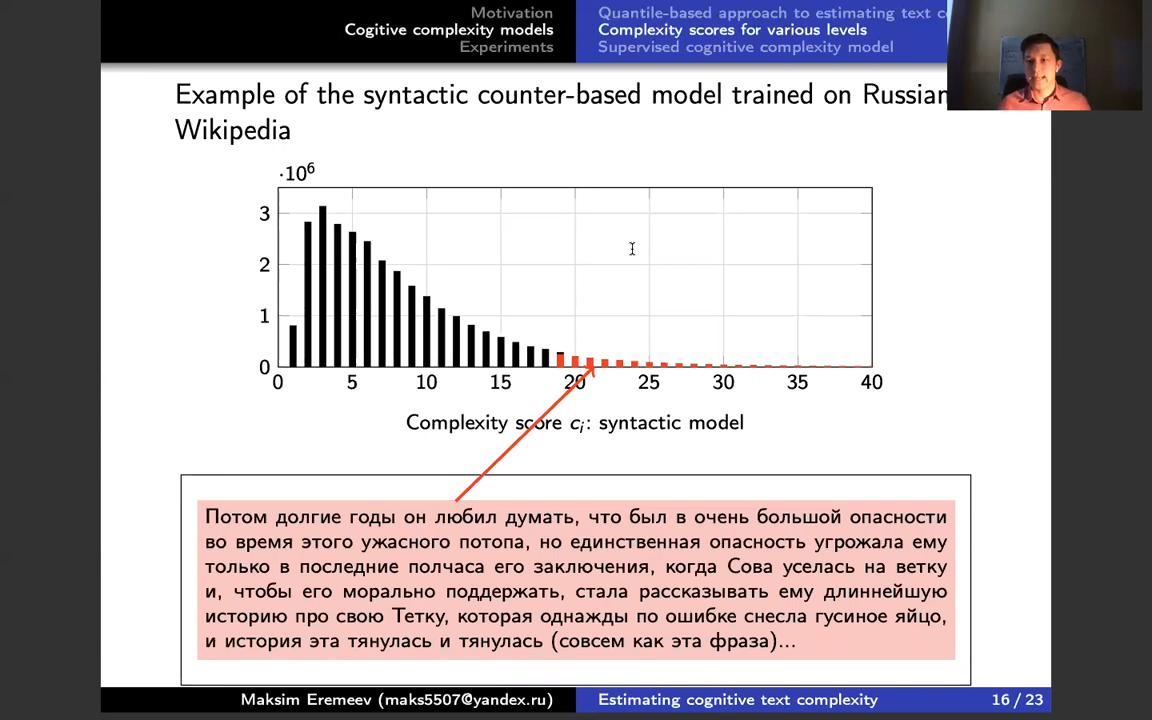 Motivation
Cogitive complexity models
Experiments
Quantile-based approach to estimating text
Complexity scores for various levels
Supervised cognitive complexity model
Example of the syntactic counter-based model trained on Russian
Wikipedia
·10⁶
3
2
1
0
0 5 10 15 20 25 30 35 40
Complexity score cᵢ: syntactic model
Потом долгие годы он любил думать, что был в очень большой опасности
во время этого ужасного потопа, но единственная опасность угрожала ему
только в последние полчаса его заключения, когда Сова уселась на ветку
и, чтобы его морально поддержать, стала рассказывать ему длиннейшую
историю про свою Тетку, которая однажды по ошибке снесла гусиное яйцо,
и история эта тянулась и тянулась (совсем как эта фраза)...
Maksim Eremeev (maks5507@yandex.ru)
Estimating cognitive text complexity
16 / 23